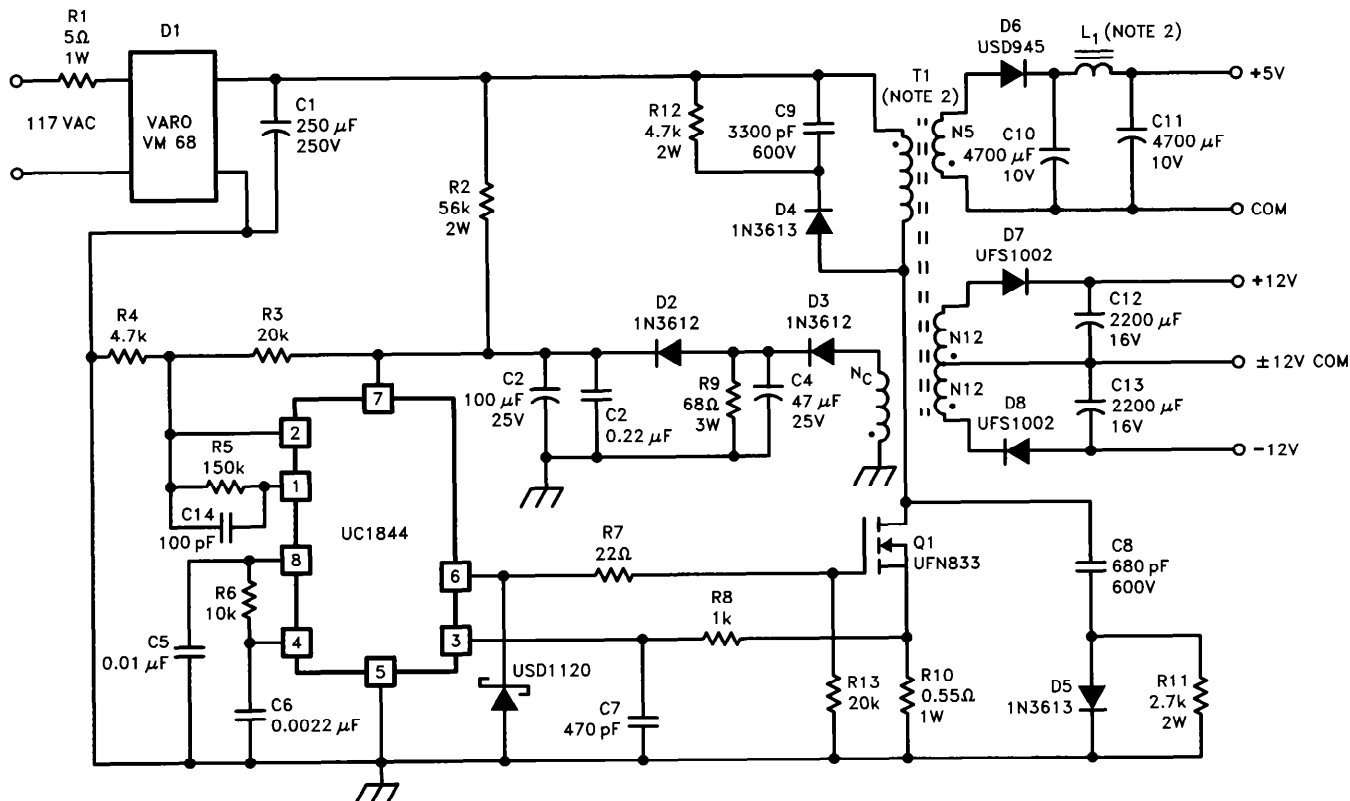 R1
5Ω
1W
D1
117 VAC
VARO
VM 68
C1
250 µF
250V
R2
56k
2W
R12
4.7k
2W
C9
3300 pF
600V
D4
1N3613
T1
(NOTE 2)
D6
USD945
L1 (NOTE 2)
+5V
N5
C10
4700 µF
10V
C11
4700 µF
10V
COM
D7
UFS1002
+12V
C12
2200 µF
16V
N12
±12V COM
N12
C13
2200 µF
16V
D8
UFS1002
-12V
R4
4.7k
R3
20k
D2
1N3612
D3
1N3612
C2
100 µF
25V
C2
0.22 µF
R9
68Ω
3W
C4
47 µF
25V
NC
7
2
R5
150k
1
C14
100 pF
UC1844
8
R6
10k
4
C5
0.01 µF
C6
0.0022 µF
5
6
3
R7
22Ω
R8
1k
USD1120
C7
470 pF
R13
20k
R10
0.55Ω
1W
Q1
UFN833
C8
680 pF
600V
D5
1N3613
R11
2.7k
2W